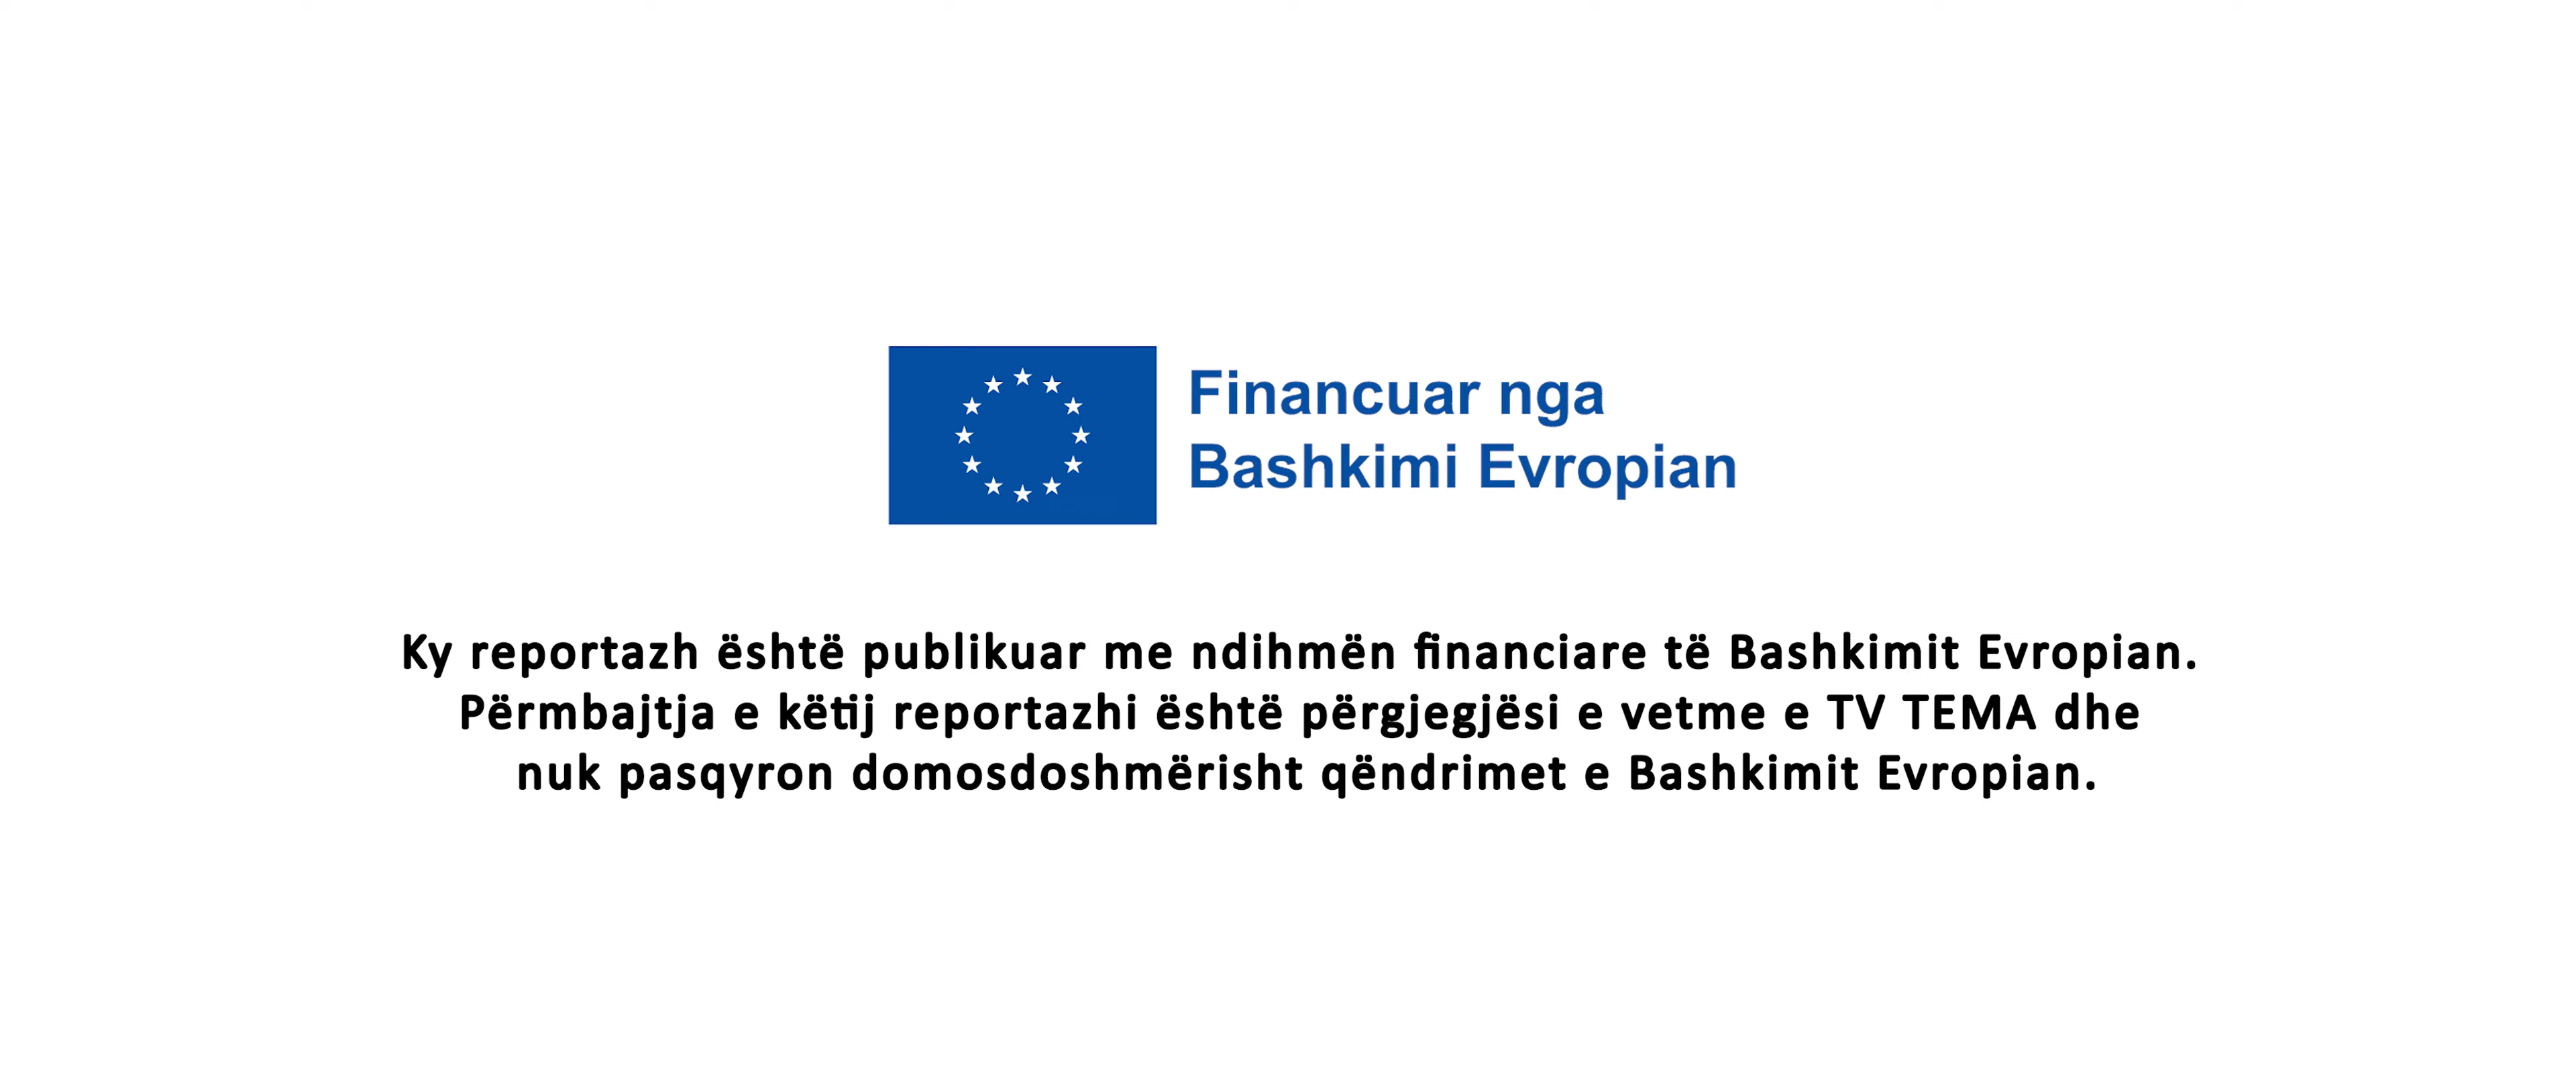 Financuar nga
Bashkimi Evropian
Ky reportazh është publikuar me ndihmën financiare të Bashkimit Evropian.
Përmbajtja e këtij reportazhi është përgjegjësi e vetme e TV TEMA dhe
nuk pasqyron domosdoshmërisht qëndrimet e Bashkimit Evropian.